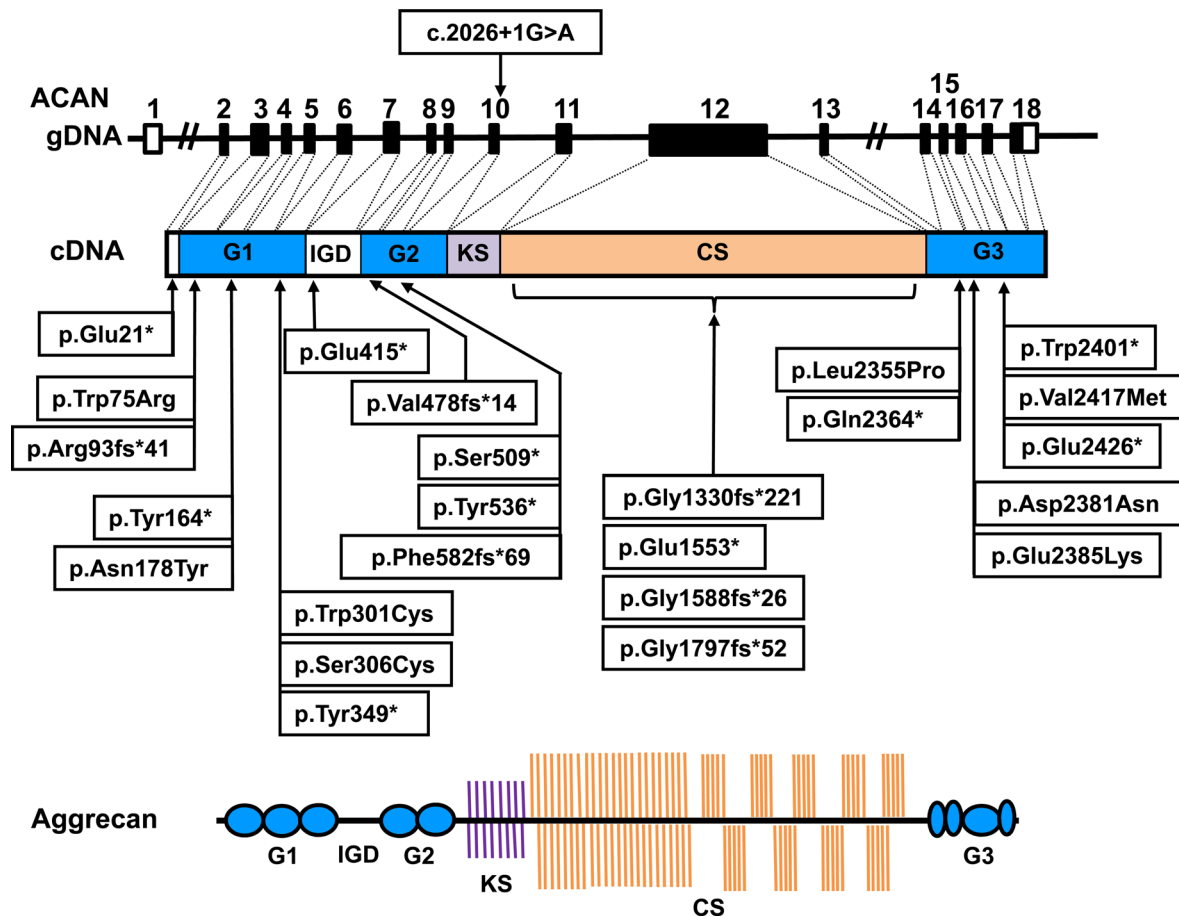 c.2026+1G>A
ACAN
gDNA
1 2 3 4 5 6 7 8 9 10 11 12 13 14 15 16 17 18
cDNA
G1 IGD G2 KS CS G3
p.Glu21*
p.Trp75Arg
p.Arg93fs*41
p.Tyr164*
p.Asn178Tyr
p.Trp301Cys
p.Ser306Cys
p.Tyr349*
p.Glu415*
p.Val478fs*14
p.Ser509*
p.Tyr536*
p.Phe582fs*69
p.Gly1330fs*221
p.Glu1553*
p.Gly1588fs*26
p.Gly1797fs*52
p.Leu2355Pro
p.Gln2364*
p.Trp2401*
p.Val2417Met
p.Glu2426*
p.Asp2381Asn
p.Glu2385Lys
Aggrecan
G1 IGD G2 KS CS G3